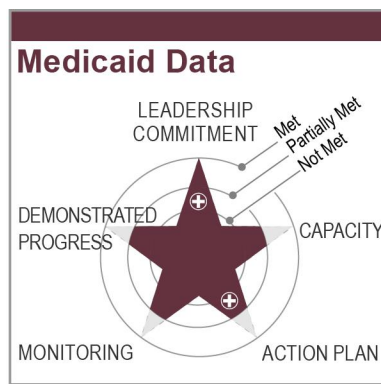 Medicaid Data
LEADERSHIP
COMMITMENT
Met
Partially Met
Not Met
DEMONSTRATED
PROGRESS
CAPACITY
MONITORING
ACTION PLAN